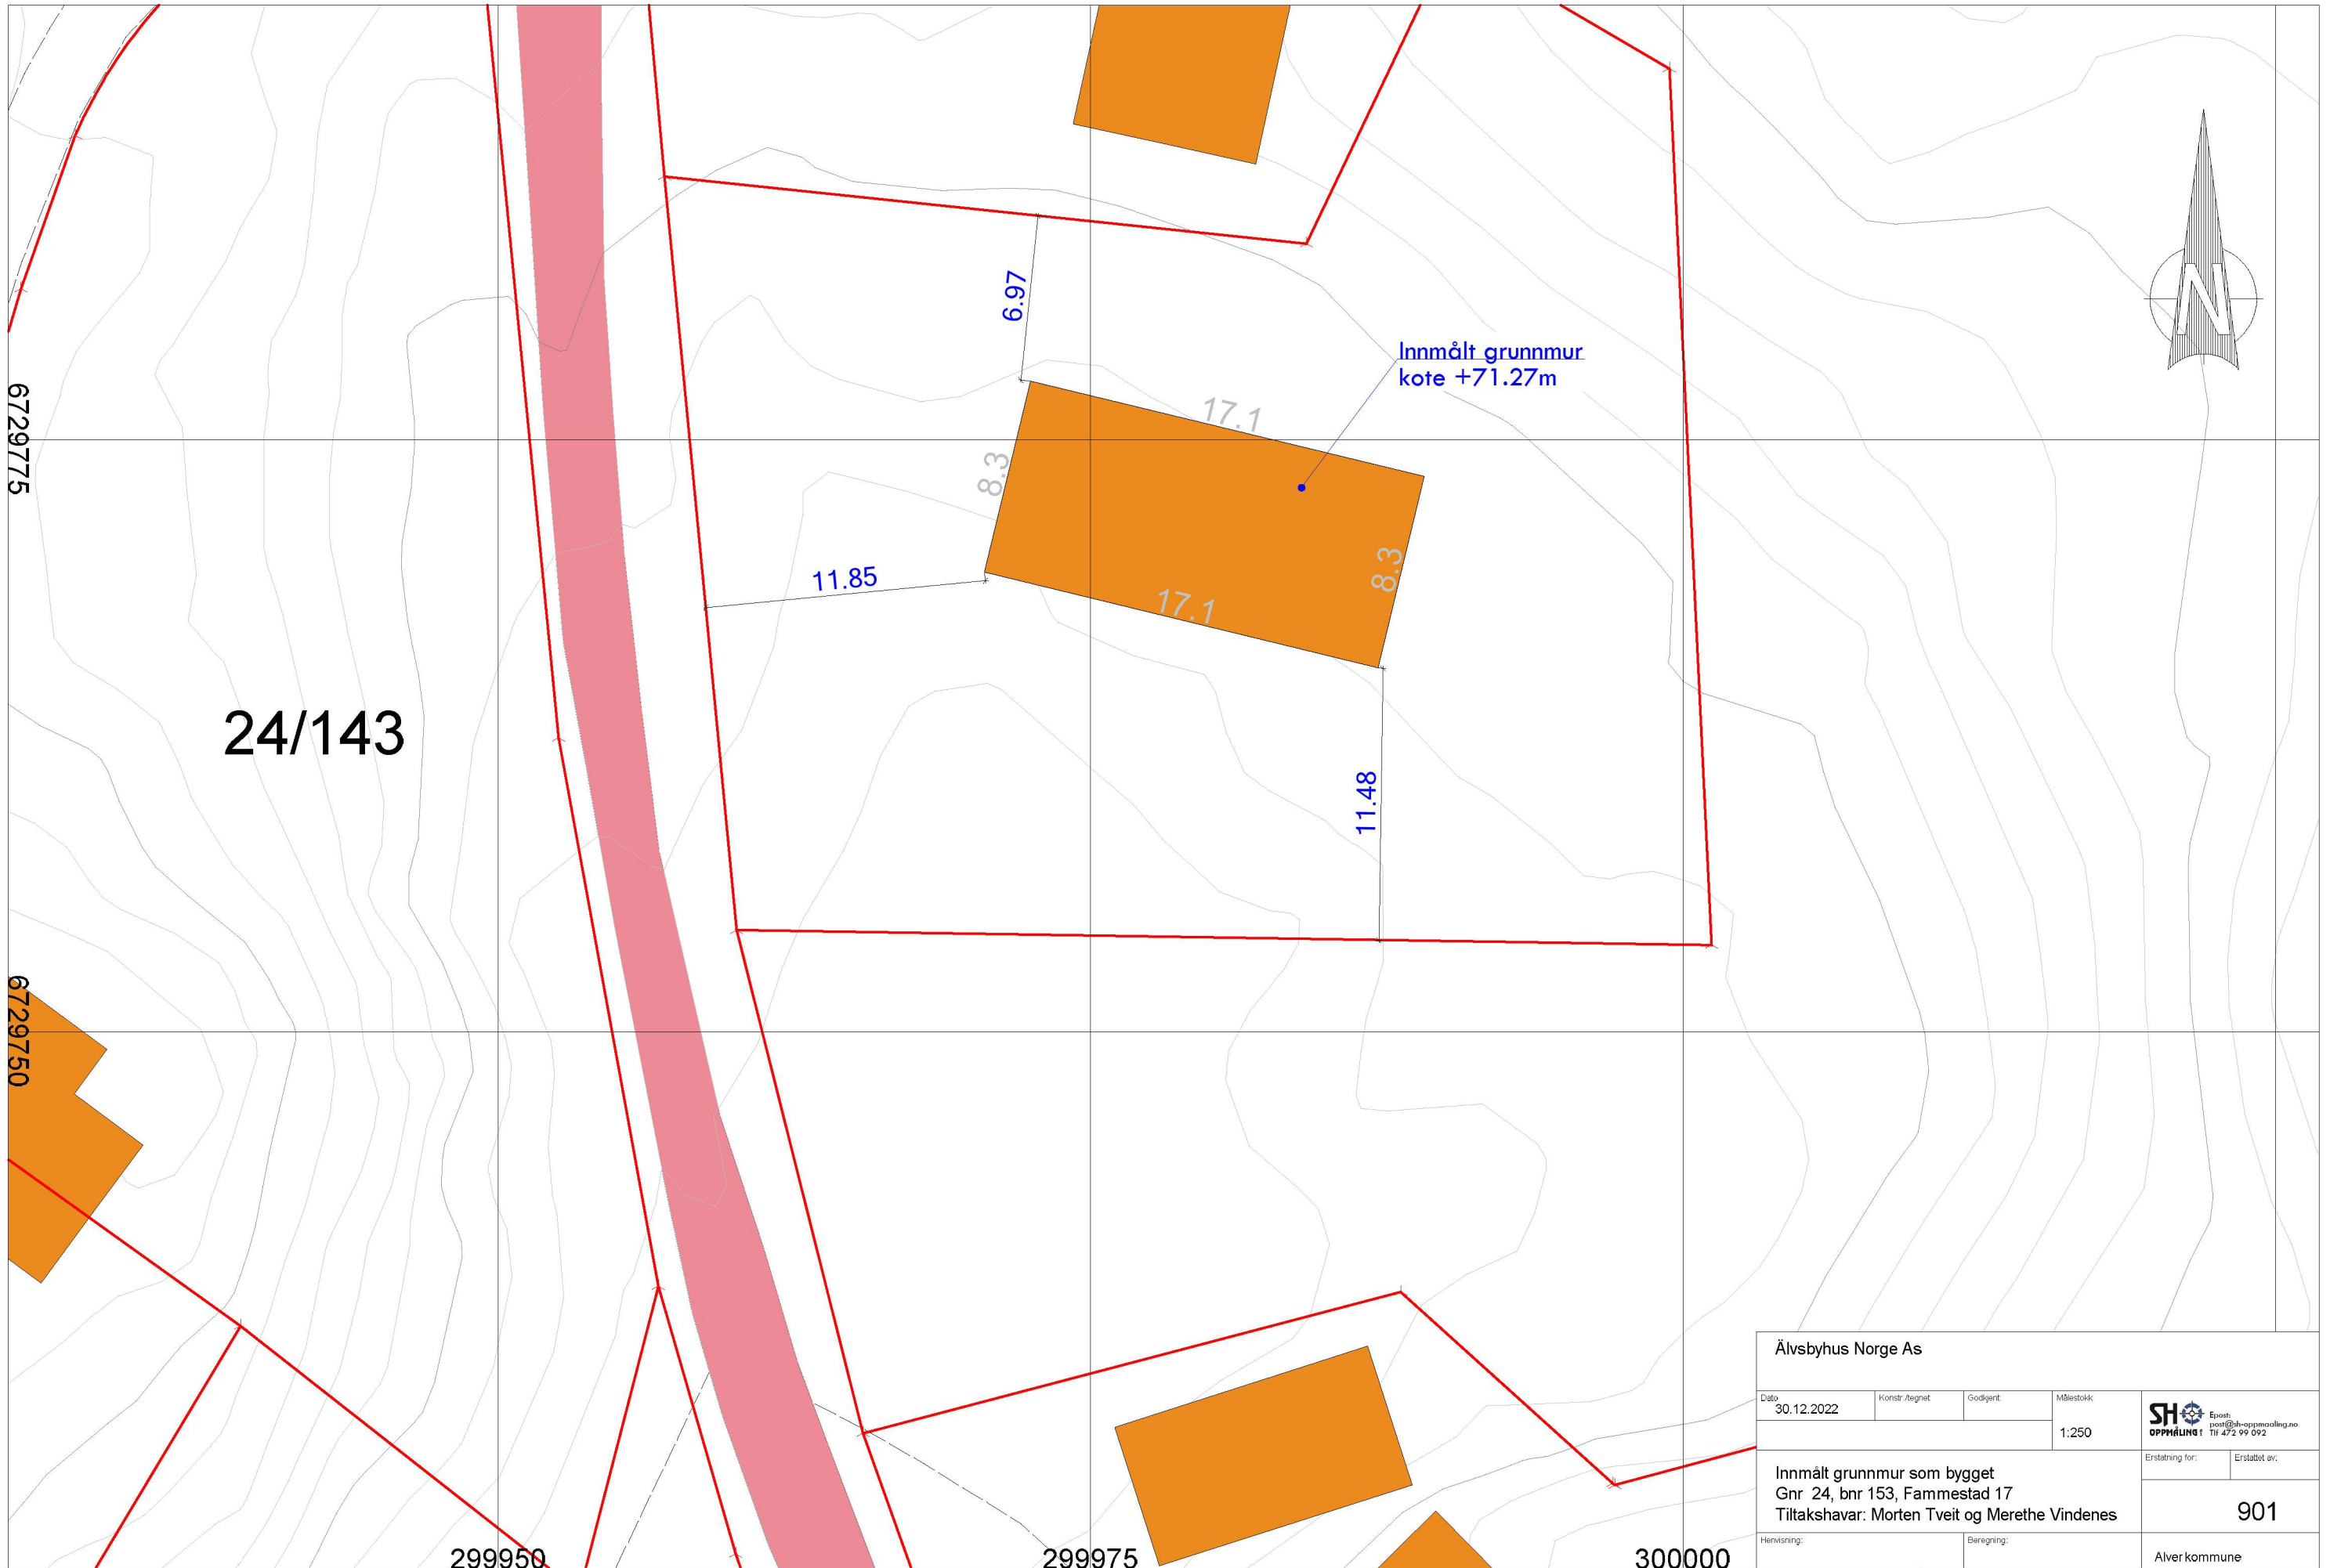 Innmålt grunnmur
kote +71.27m
6.97
17.1
8.3
8.3
17.1
11.85
11.48
24/143
N
6729775
6729750
299950
299975
300000
Älvsbyhus Norge As
Dato
30.12.2022
Konstr./tegnet
Godkjent
Målestokk
1:250
SH
OPPMÅLING
Epost:
post@sh-oppmaaling.no
Tlf 472 99 092
Innmålt grunnmur som bygget
Gnr 24, bnr 153, Fammestad 17
Tiltakshavar: Morten Tveit og Merethe Vindenes
Erstatning for:
Erstattet av:
901
Henvisning:
Beregning:
Alver kommune